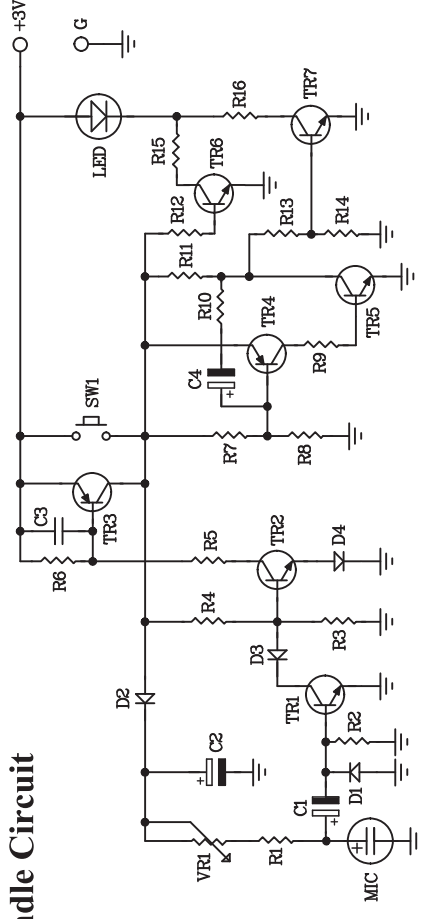 ndle Circuit
+3V
G
LED
R15
R16
TR6
TR7
R12
R11
R13
R14
R10
TR4
C4
+
R9
TR5
SW1
R7
R8
C3
TR3
R6
R5
TR2
D4
R4
D3
R3
D2
TR1
R2
C2
+
C1
+
D1
VR1
R1
+
MIC